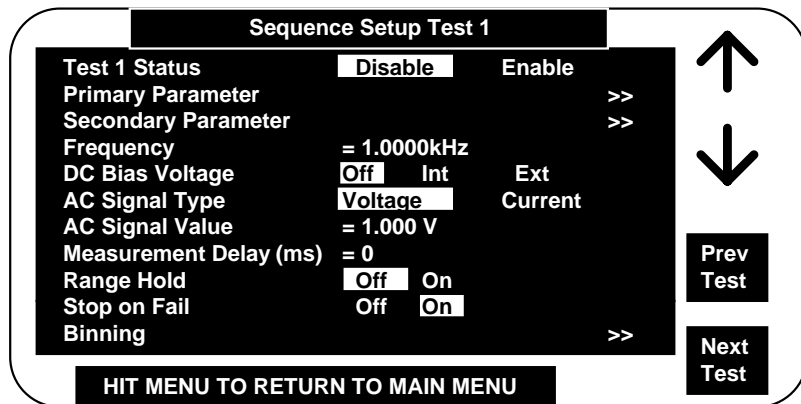 Sequence Setup Test 1
Test 1 Status Disable Enable
Primary Parameter >>
Secondary Parameter >>
Frequency = 1.0000kHz
DC Bias Voltage Off Int Ext
AC Signal Type Voltage Current
AC Signal Value = 1.000 V
Measurement Delay (ms) = 0
Range Hold Off On
Stop on Fail Off On
Binning >>
Prev
Test
Next
Test
HIT MENU TO RETURN TO MAIN MENU